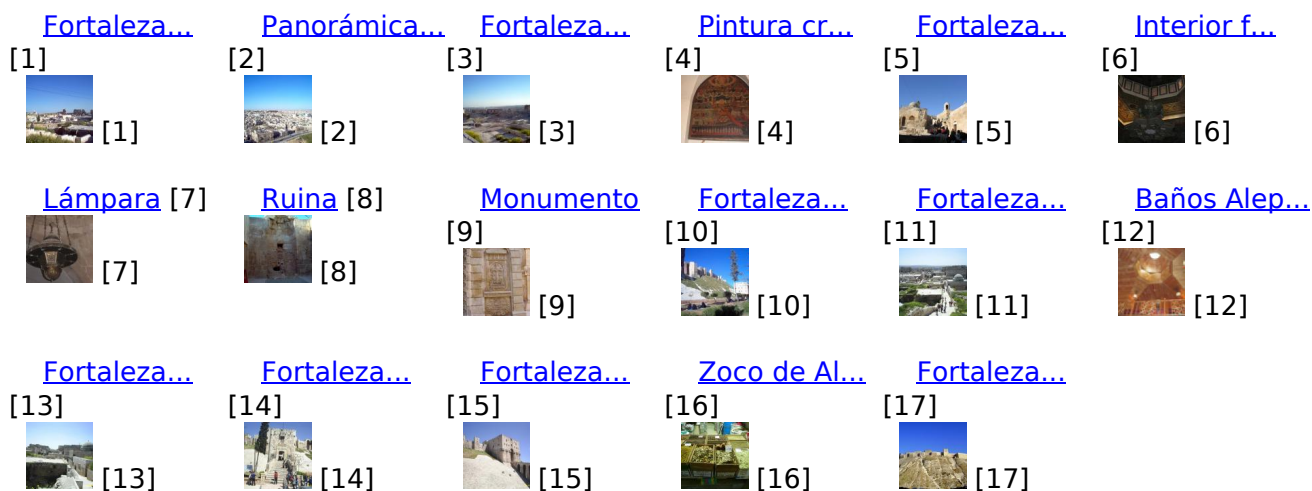 Fortaleza... Panorámica... Fortaleza... Pintura cr... Fortaleza... Interior f...
[1] [2] [3] [4] [5] [6]
[1] [2] [3] [4] [5] [6]
Lámpara [7] Ruina [8] Monumento Fortaleza... Fortaleza... Baños Alep...
[9] [10] [11] [12]
[7] [8] [9] [10] [11] [12]
Fortaleza... Fortaleza... Fortaleza... Zoco de Al... Fortaleza...
[13] [14] [15] [16] [17]
[13] [14] [15] [16] [17]